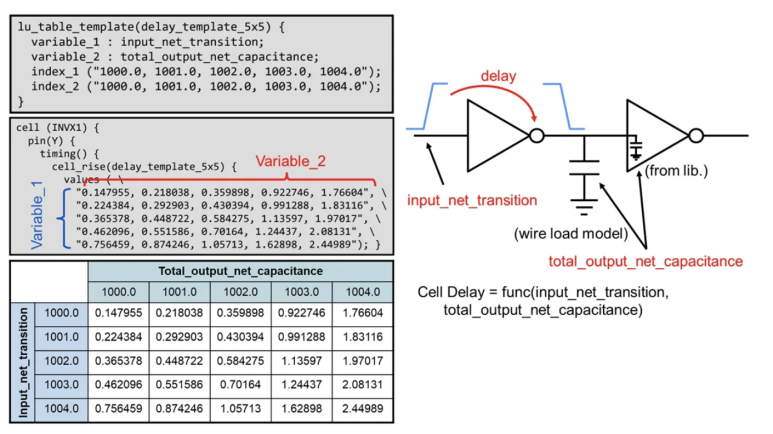 lu_table_template(delay_template_5x5) {
variable_1 : input_net_transition;
variable_2 : total_output_net_capacitance;
index_1 ("1000.0, 1001.0, 1002.0, 1003.0, 1004.0");
index_2 ("1000.0, 1001.0, 1002.0, 1003.0, 1004.0");
}
cell (INVX1) {
pin(Y) {
timing() {
cell_rise(delay_template_5x5) {
values ( \
"0.147955, 0.218038, 0.359898, 0.922746, 1.76604", \
"0.224384, 0.292903, 0.430394, 0.991288, 1.83116", \
"0.365378, 0.448722, 0.584275, 1.13597, 1.97017", \
"0.462096, 0.551586, 0.70164, 1.24437, 2.08131", \
"0.756459, 0.874246, 1.05713, 1.62898, 2.44989"); }
Variable_2
Variable_1
Total_output_net_capacitance
1000.0 1001.0 1002.0 1003.0 1004.0
Input_net_transition
1000.0 0.147955 0.218038 0.359898 0.922746 1.76604
1001.0 0.224384 0.292903 0.430394 0.991288 1.83116
1002.0 0.365378 0.448722 0.584275 1.13597 1.97017
1003.0 0.462096 0.551586 0.70164 1.24437 2.08131
1004.0 0.756459 0.874246 1.05713 1.62898 2.44989
delay
(from lib.)
input_net_transition
(wire load model)
total_output_net_capacitance
Cell Delay = func(input_net_transition,
total_output_net_capacitance)